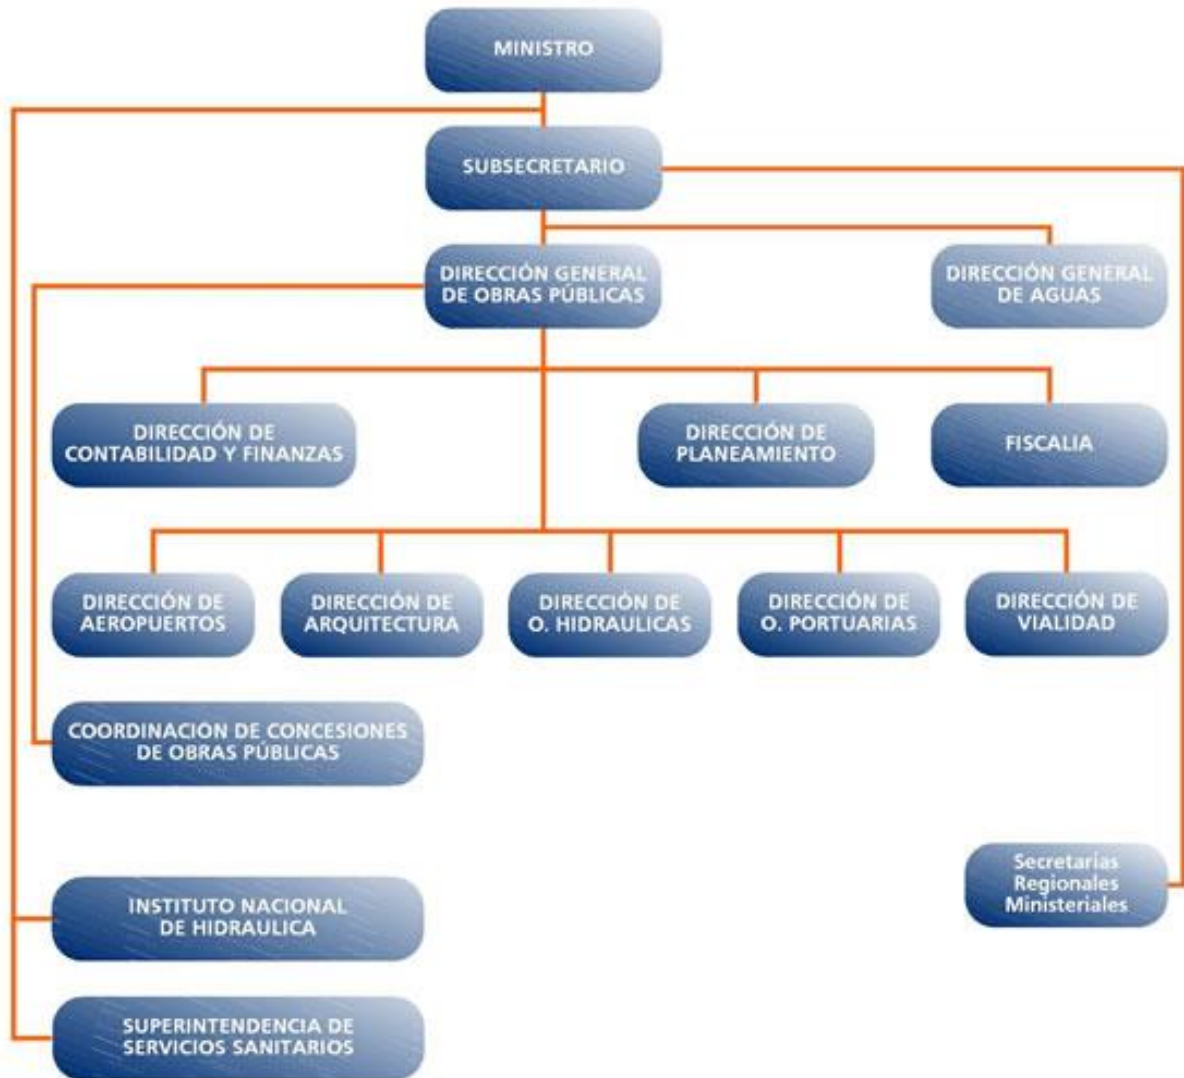 MINISTRO
SUBSECRETARIO
DIRECCIÓN GENERAL
DE OBRAS PÚBLICAS
DIRECCIÓN GENERAL
DE AGUAS
DIRECCIÓN DE
CONTABILIDAD Y FINANZAS
DIRECCIÓN DE
PLANEAMIENTO
FISCALIA
DIRECCIÓN DE
AEROPUERTOS
DIRECCIÓN DE
ARQUITECTURA
DIRECCIÓN DE
O. HIDRAULICAS
DIRECCIÓN DE
O. PORTUARIAS
DIRECCIÓN DE
VIALIDAD
COORDINACIÓN DE CONCESIONES
DE OBRAS PÚBLICAS
Secretarias
Regionales
Ministeriales
INSTITUTO NACIONAL
DE HIDRAULICA
SUPERINTENDENCIA DE
SERVICIOS SANITARIOS